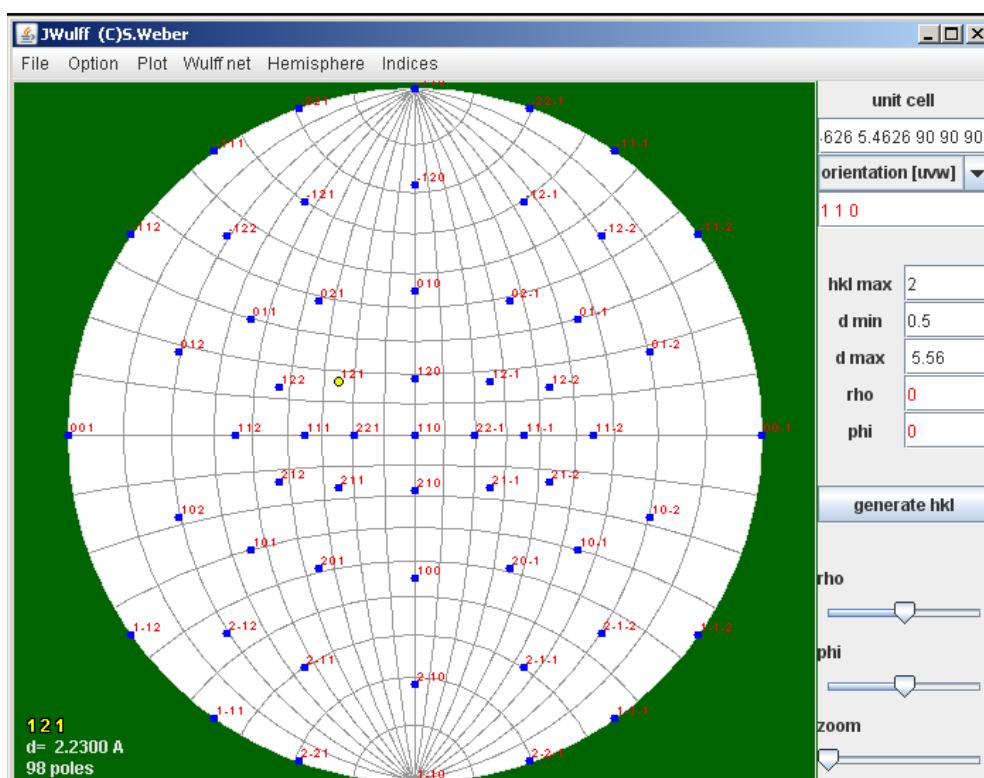 JWulff (C)S.Weber
File Option Plot Wulff net Hemisphere Indices
unit cell
.626 5.4626 90 90 90
orientation [uvw]
1 1 0
hkl max 2
d min 0.5
d max 5.56
rho 0
phi 0
generate hkl
rho
phi
zoom
-110
-221 -22-1
-111 -11-1
-120
-121 -12-1
-112 -122 -12-2 -11-2
010
021 02-1
011 01-1
012 01-2
122 121 120 12-1 12-2
001 112 111 221 110 22-1 11-1 11-2 00-1
212 211 210 21-1 21-2
102 10-2
101 10-1
201 20-1
100
1-12 2-12 2-1-2 1-1-2
2-11 2-1-1
2-10
1-11 1-1-1
2-21 2-2-1
1-10
1 2 1
d= 2.2300 A
98 poles